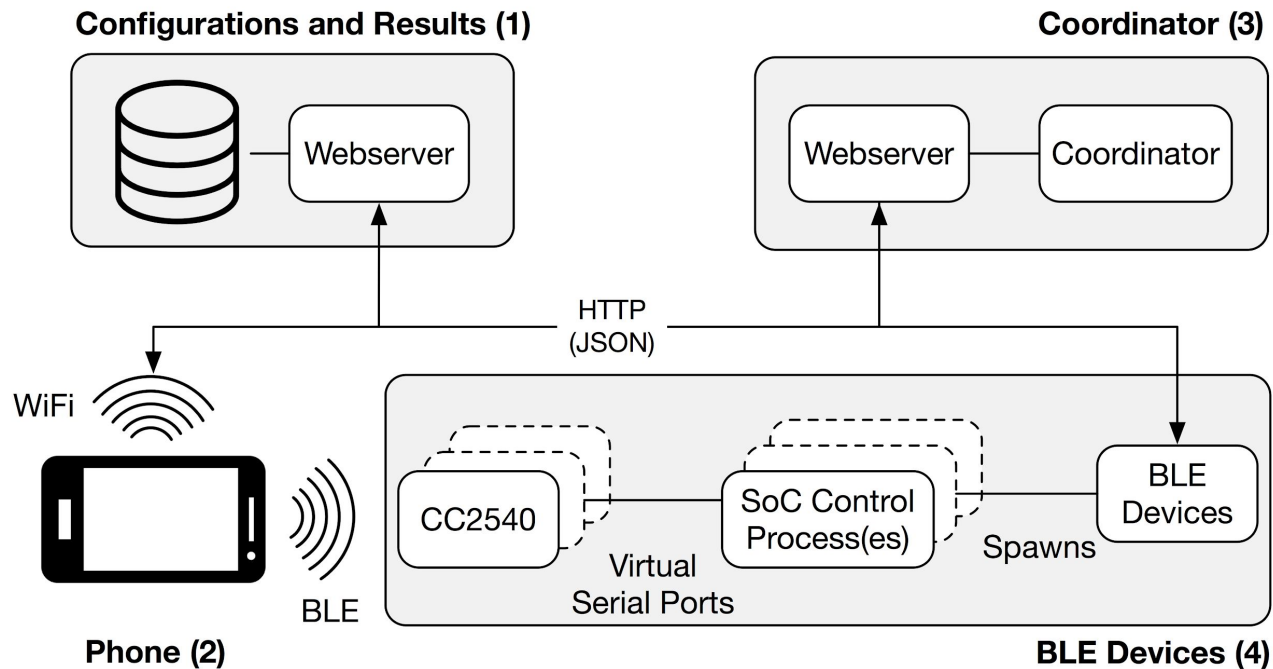 Configurations and Results (1)
Coordinator (3)
Webserver
Webserver
Coordinator
HTTP
(JSON)
WiFi
CC2540
SoC Control
Process(es)
BLE
Devices
Virtual
Serial Ports
Spawns
BLE
Phone (2)
BLE Devices (4)